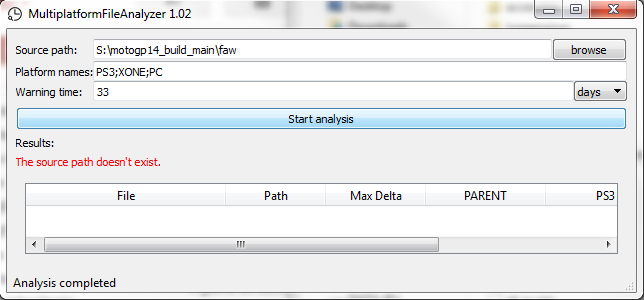 MultiplatformFileAnalyzer 1.02
Source path: S:\motogp14_build_main\faw browse
Platform names: PS3;XONE;PC
Warning time: 33 days
Start analysis
Results:
The source path doesn't exist.
File Path Max Delta PARENT PS3
Analysis completed